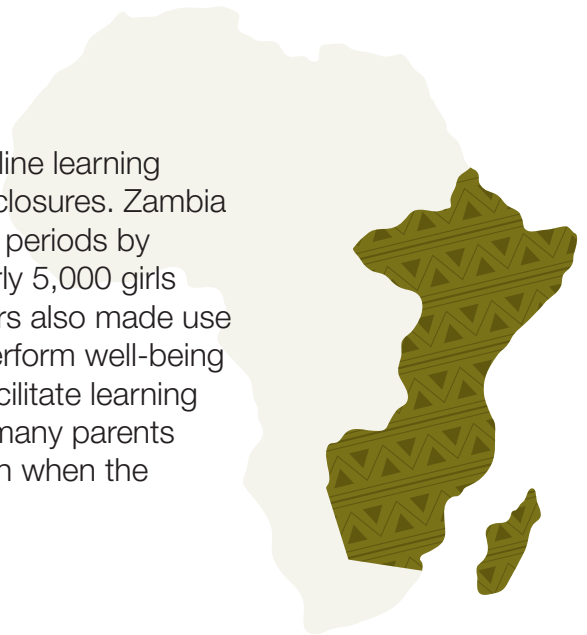 line learning
closures. Zambia
periods by
rly 5,000 girls
rs also made use
erform well-being
cilitate learning
many parents
n when the